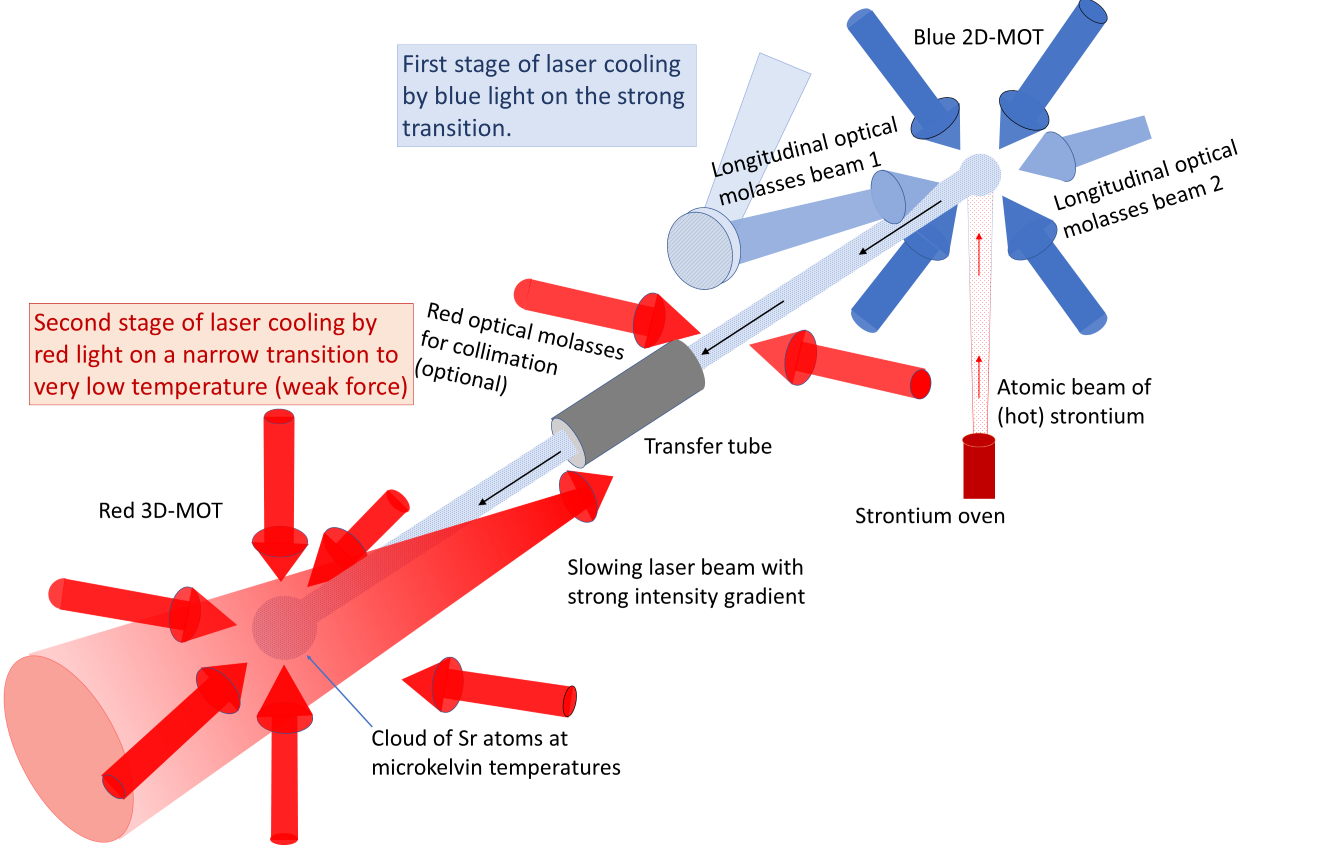 Blue 2D-MOT
First stage of laser cooling
by blue light on the strong
transition.
Longitudinal optical
molasses beam 1
Longitudinal optical
molasses beam 2
Second stage of laser cooling by
red light on a narrow transition to
very low temperature (weak force)
Red optical molasses
for collimation
(optional)
Atomic beam of
(hot) strontium
Transfer tube
Strontium oven
Red 3D-MOT
Slowing laser beam with
strong intensity gradient
Cloud of Sr atoms at
microkelvin temperatures